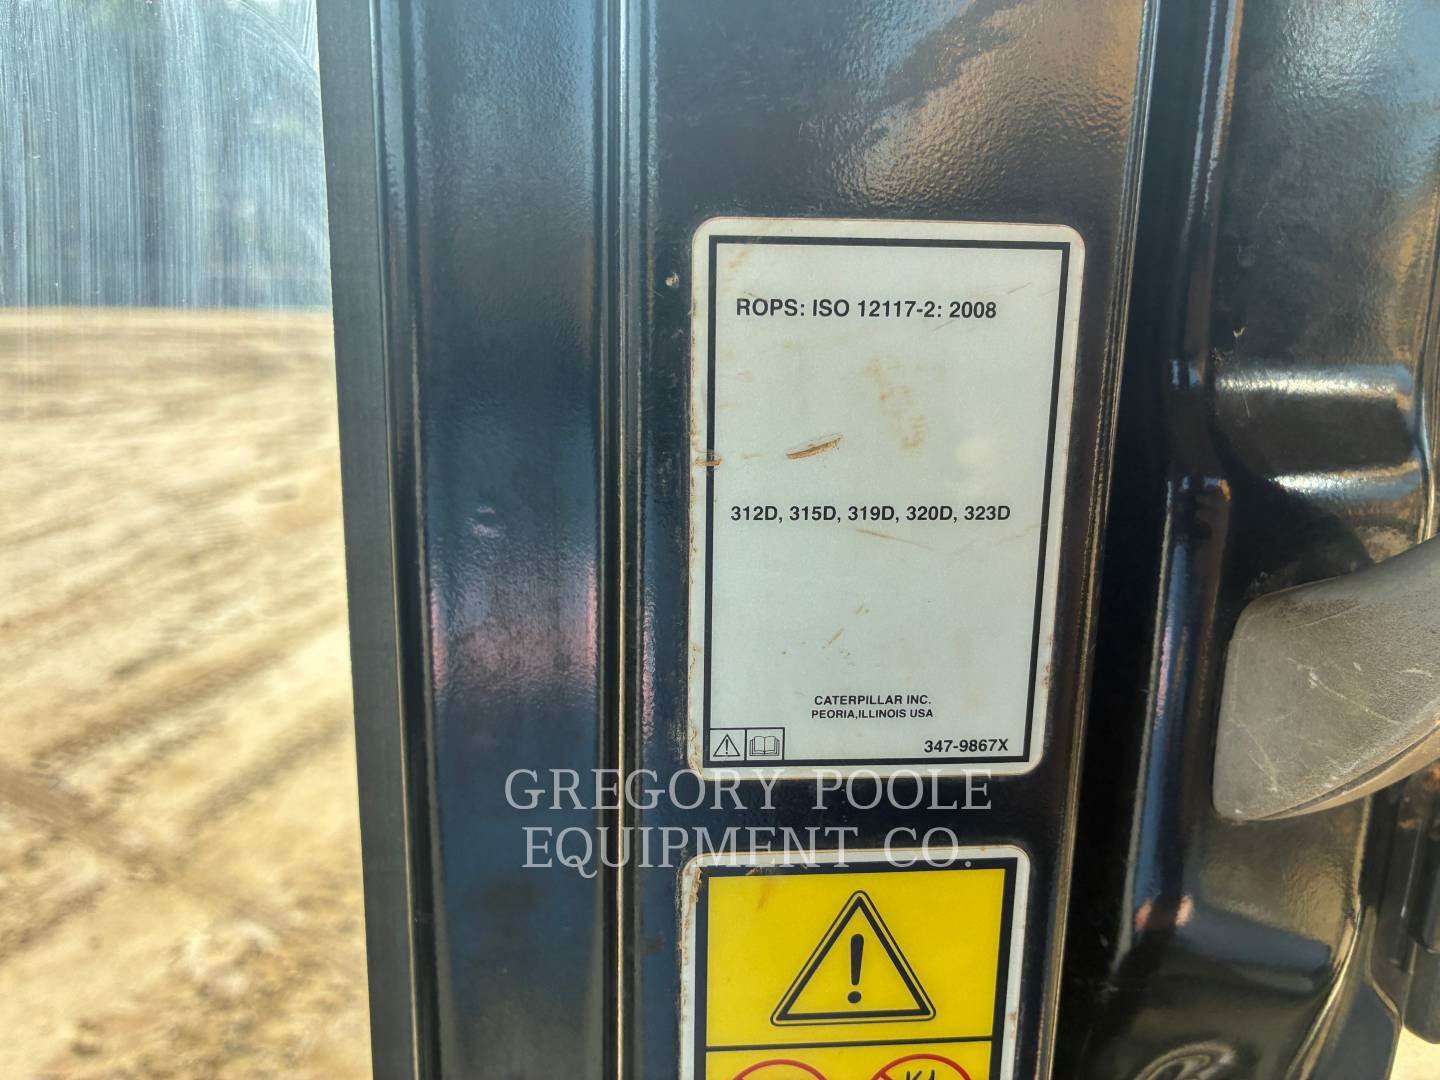 ROPS: ISO 12117-2: 2008
312D, 315D, 319D, 320D, 323D
CATERPILLAR INC.
PEORIA,ILLINOIS USA
347-9867X
GREGORY POOLE
EQUIPMENT CO